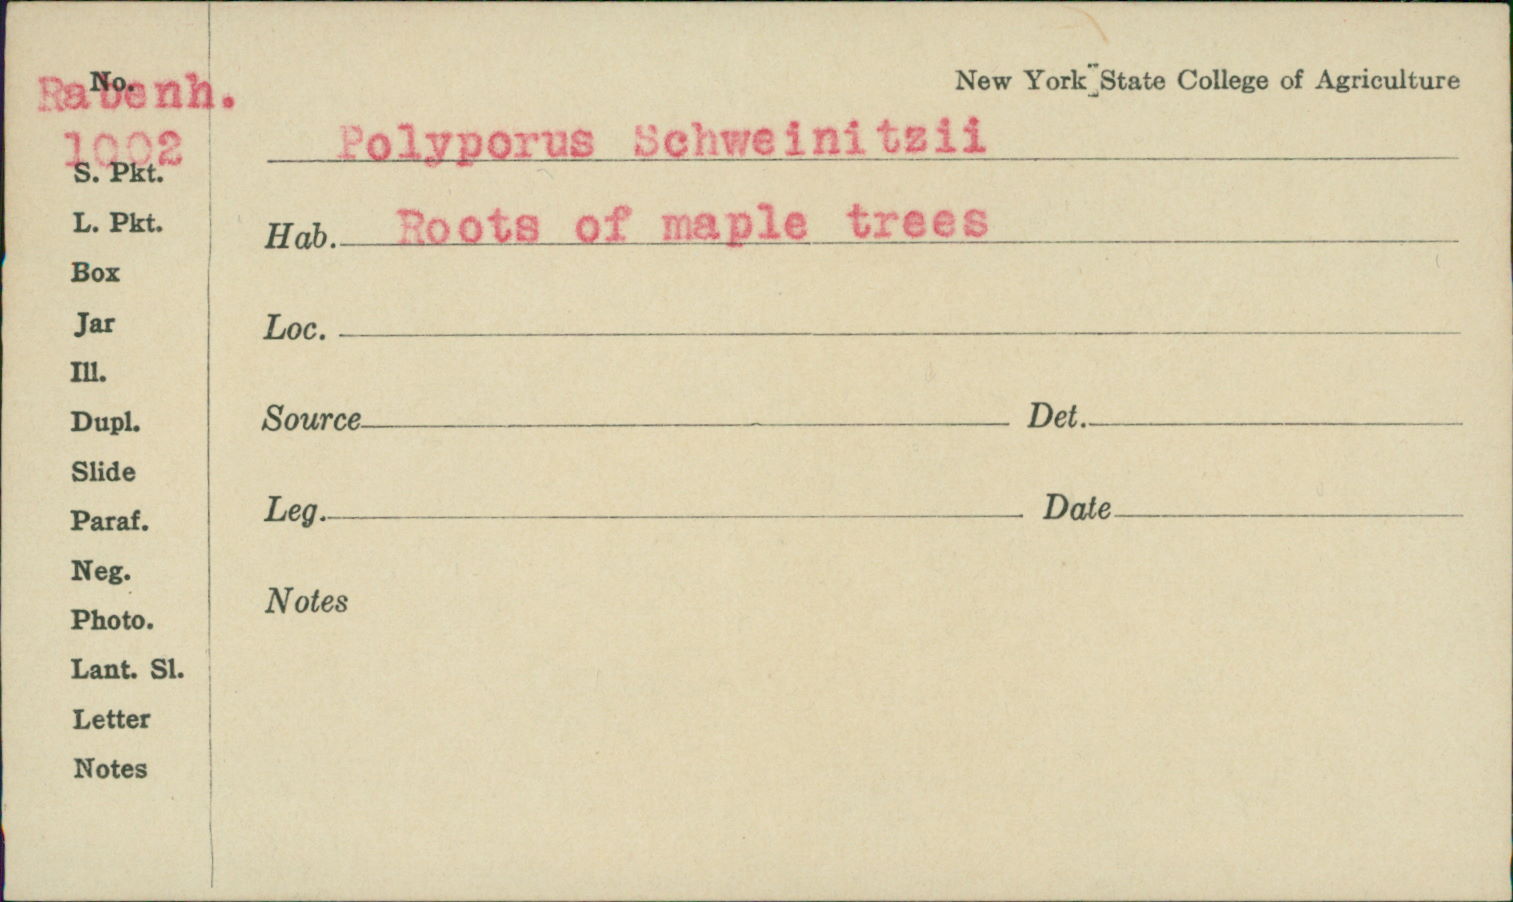 No.
Rabenh.
1002
New York State College of Agriculture
Polyporus Schweinitzii
S. Pkt.
L. Pkt.
Hab. Roots of maple trees
Box
Jar
Loc.
Ill.
Dupl.
Source Det.
Slide
Paraf.
Leg. Date
Neg.
Notes
Photo.
Lant. Sl.
Letter
Notes